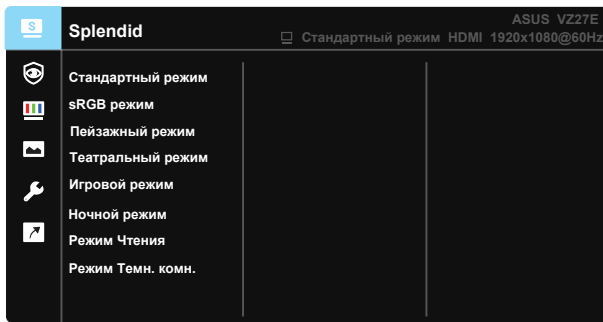 S
Splendid
ASUS VZ27E
Стандартный режим HDMI 1920x1080@60Hz
Стандартный режим
sRGB режим
Пейзажный режим
Театральный режим
Игровой режим
Ночной режим
Режим Чтения
Режим Темн. комн.